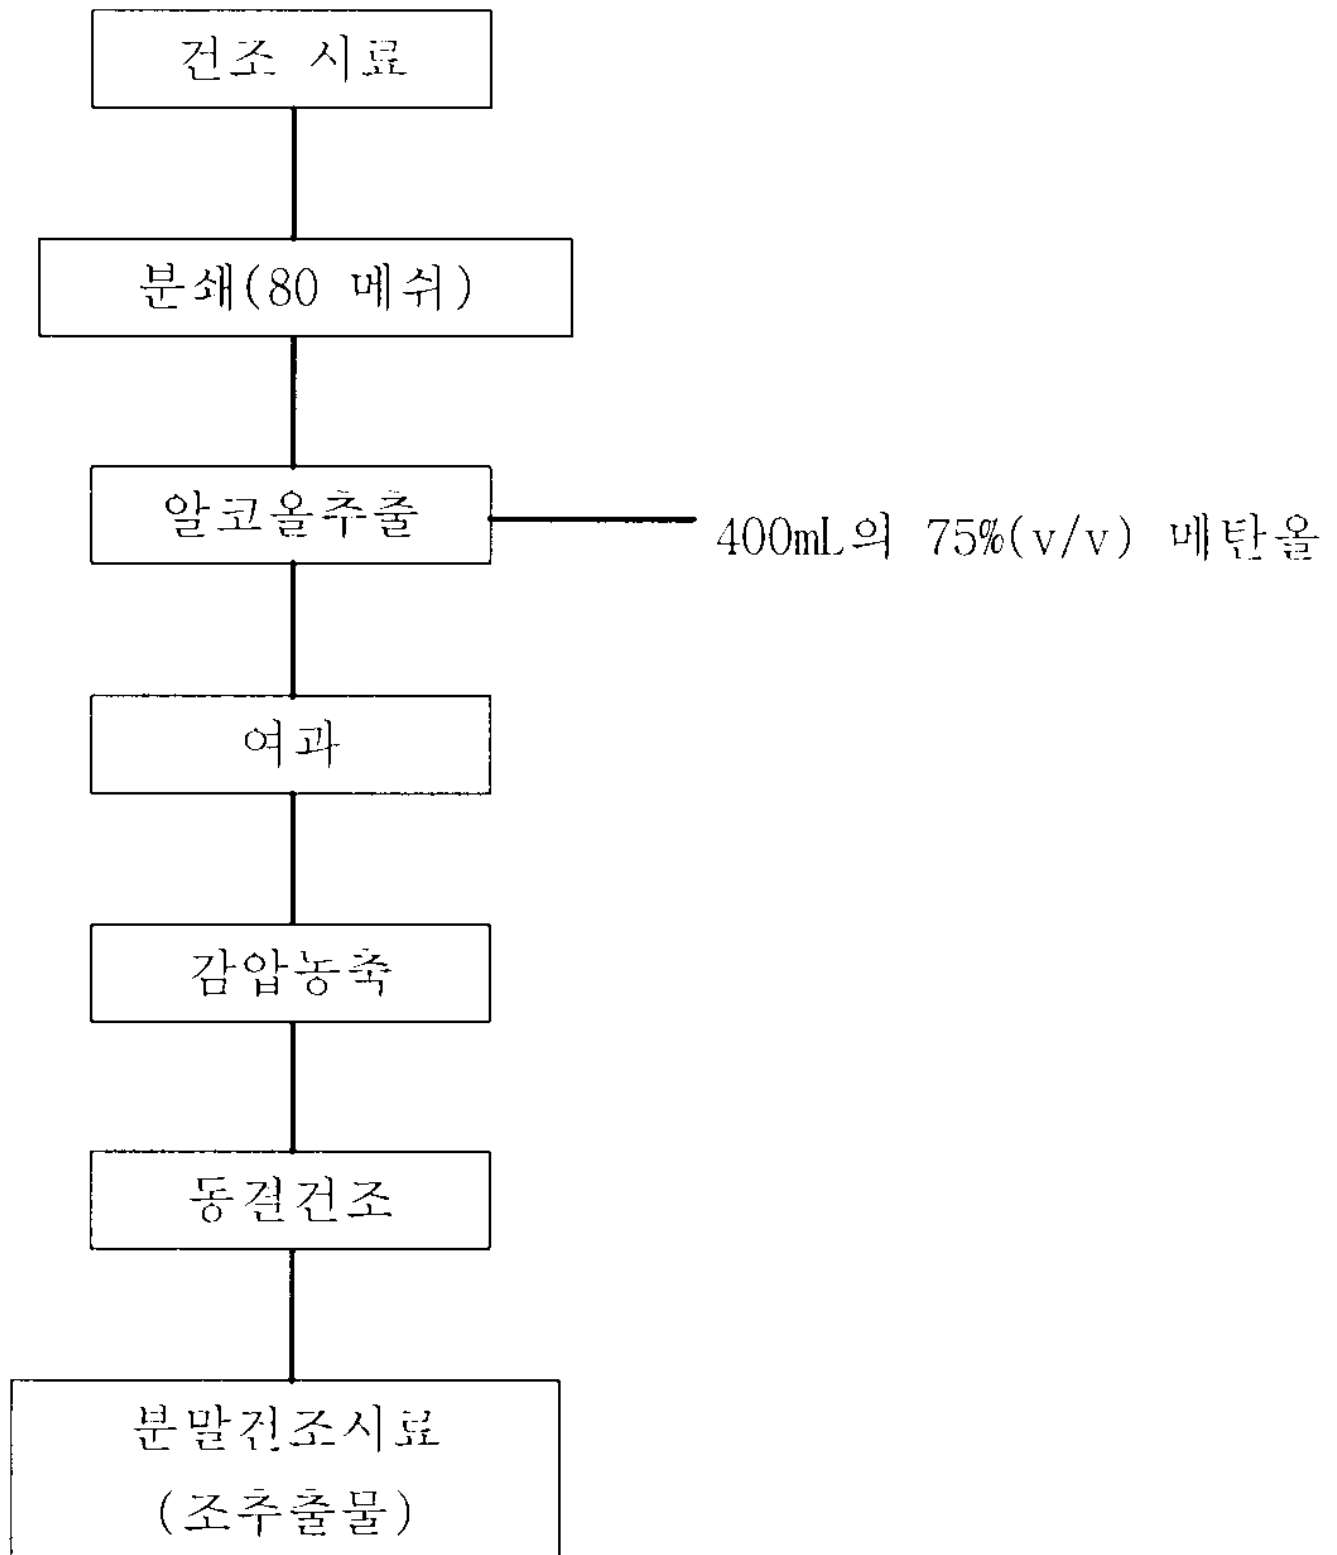 건조 시료
분쇄(80 메쉬)
알코올추출
400mL의 75%(v/v) 메탄올
여과
감압농축
동결건조
분말건조시료
(조추출물)